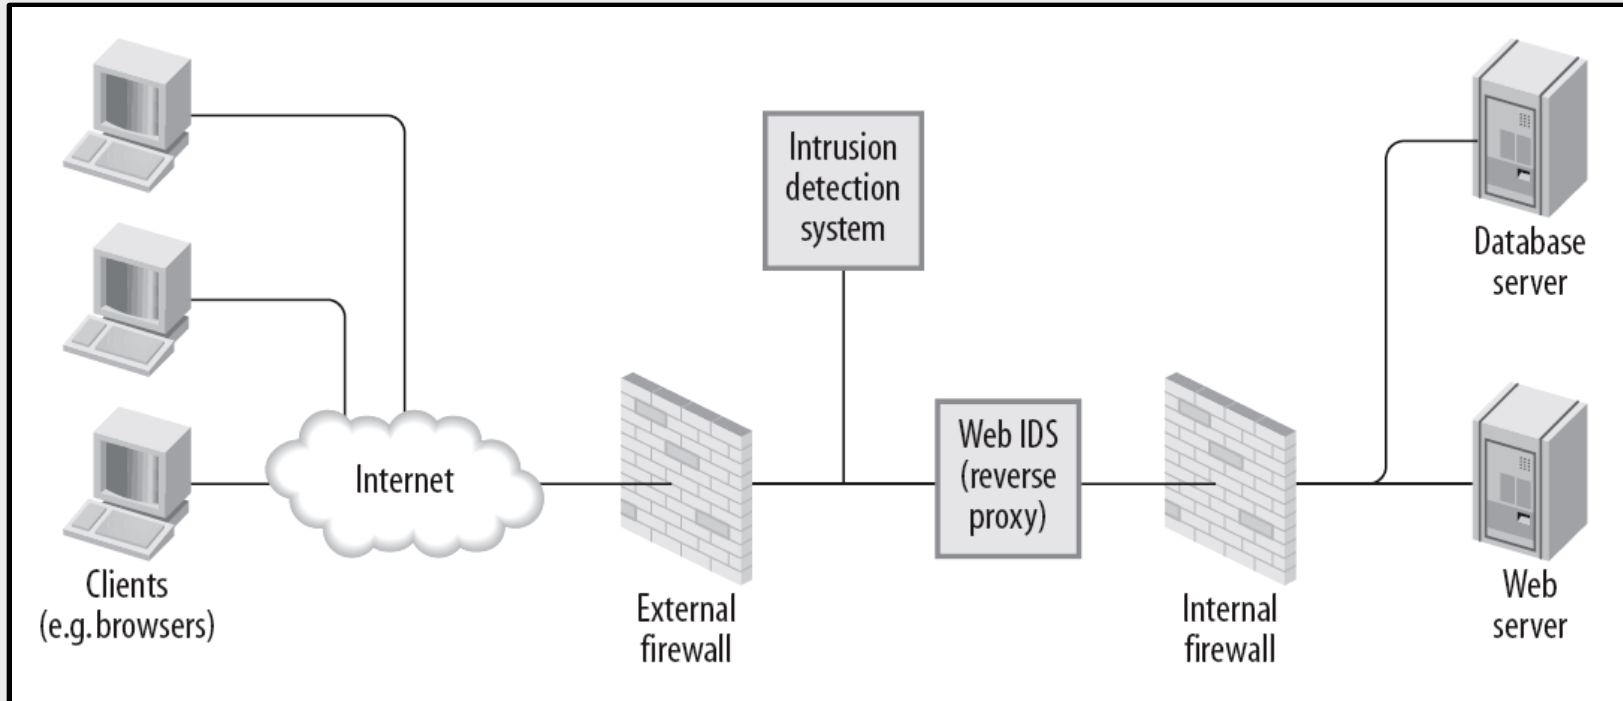 Clients
(e.g.browsers)
Internet
External
firewall
Intrusion
detection
system
Web IDS
(reverse
proxy)
Internal
firewall
Database
server
Web
server